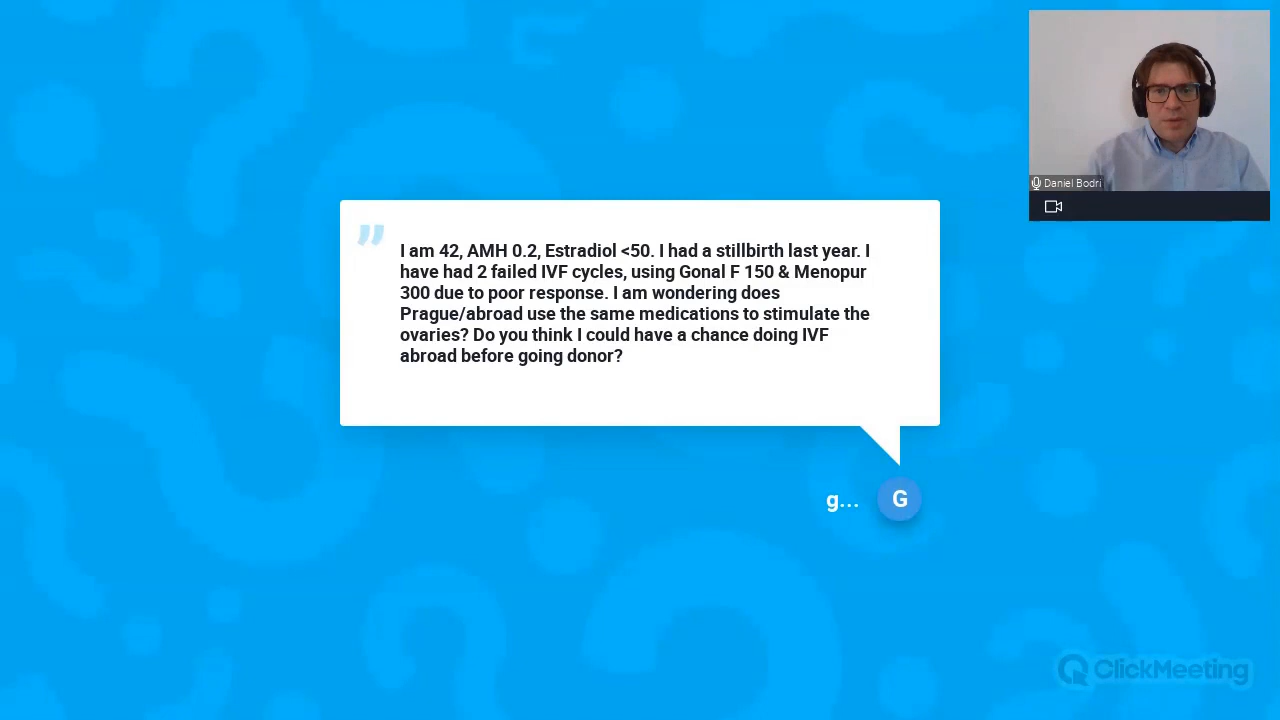 Daniel Bodri
I am 42, AMH 0.2, Estradiol <50. I had a stillbirth last year. I
have had 2 failed IVF cycles, using Gonal F 150 & Menopur
300 due to poor response. I am wondering does
Prague/abroad use the same medications to stimulate the
ovaries? Do you think I could have a chance doing IVF
abroad before going donor?
g...
G
ClickMeeting